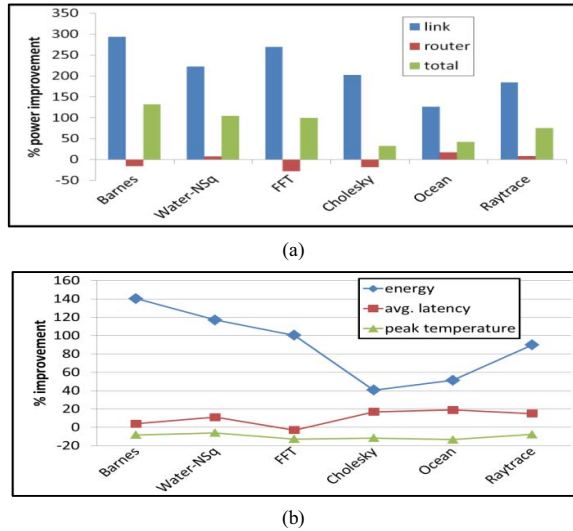 350
300
250
200
150
100
50
0
-50
% power improvement
link
router
total
Barnes
Water-NSq
FFT
Cholesky
Ocean
Raytrace
(a)
160
140
120
100
80
60
40
20
0
-20
% improvement
energy
avg. latency
peak temperature
Barnes
Water-NSq
FFT
Cholesky
Ocean
Raytrace
(b)